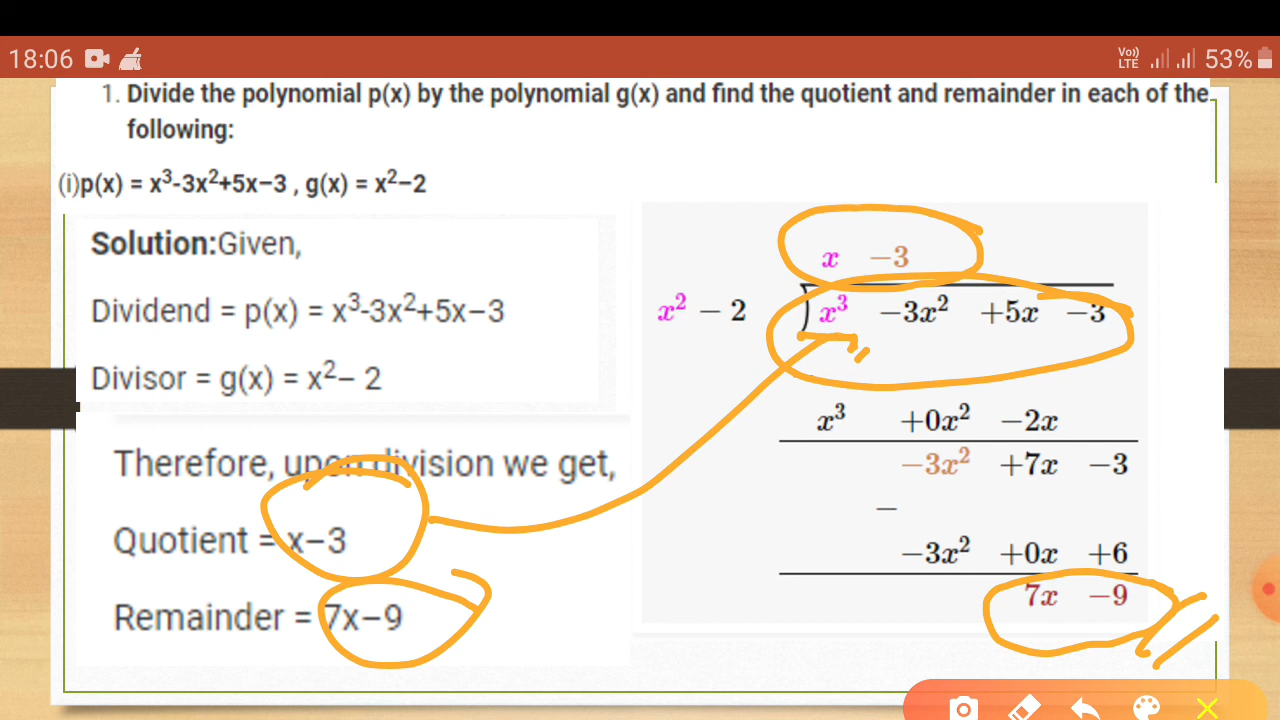 18:06 Vo)) LTE 53%
1. Divide the polynomial p(x) by the polynomial g(x) and find the quotient and remainder in each of the
following:
(i)p(x) = x³-3x²+5x–3 , g(x) = x²–2
Solution:Given,
Dividend = p(x) = x³-3x²+5x–3
Divisor = g(x) = x²– 2
Therefore, upon division we get,
Quotient = x–3
Remainder = 7x–9
x −3
x² − 2 ) x³ −3x² +5x −3
x³ +0x² −2x
−3x² +7x −3
−
−3x² +0x +6
7x −9